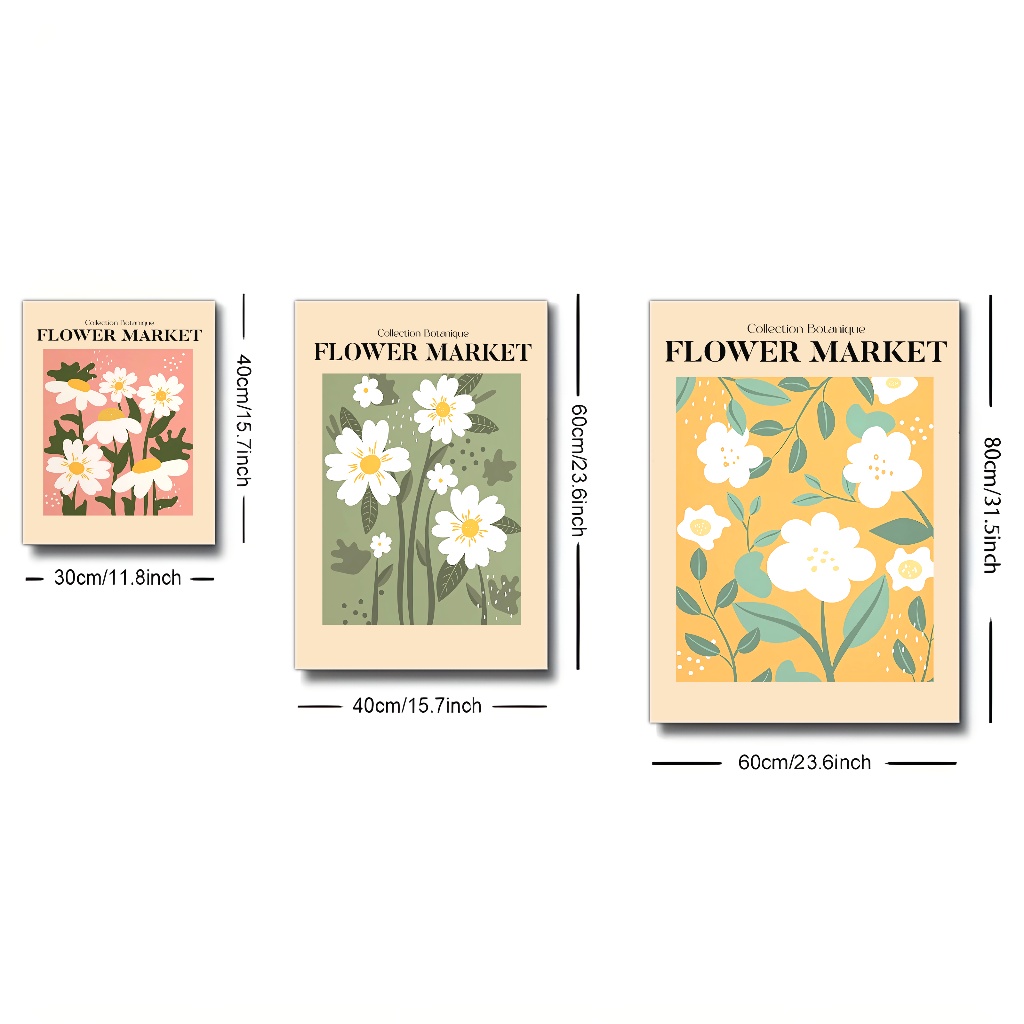 Collection Botanique
FLOWER MARKET
40cm/15.7inch
30cm/11.8inch
Collection Botanique
FLOWER MARKET
60cm/23.6inch
40cm/15.7inch
Collection Botanique
FLOWER MARKET
80cm/31.5inch
60cm/23.6inch